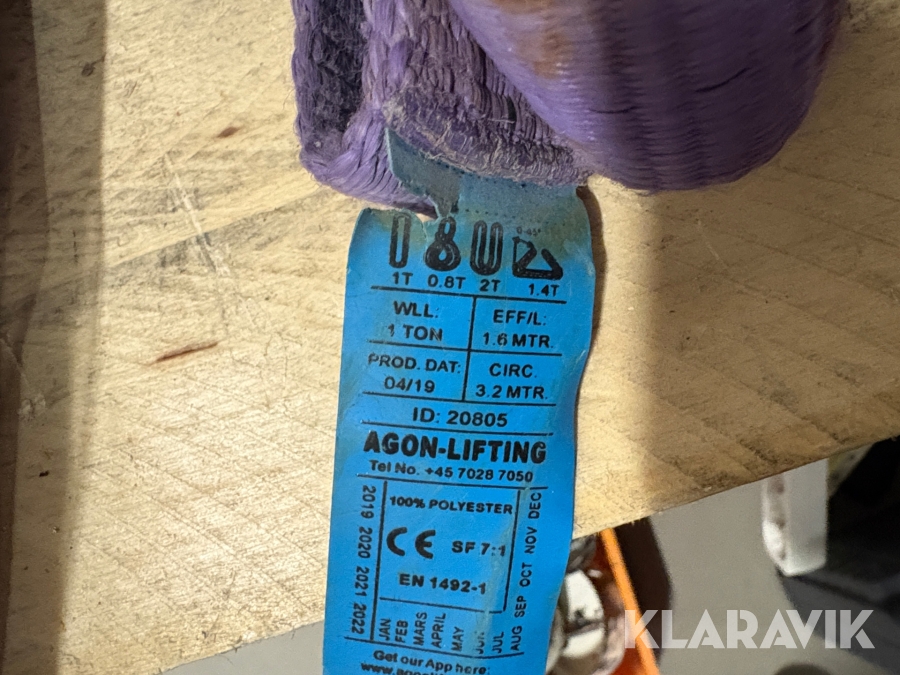 0-45°
1T 0.8T 2T 1.4T
WLL:
1 TON
EFF/L:
1.6 MTR.
PROD. DAT:
04/19
CIRC.
3.2 MTR.
ID: 20805
AGON-LIFTING
Tel No. +45 7028 7050
2019 2020 2021 2022
100% POLYESTER
CE SF 7:1
EN 1492-1
JAN
FEB
MARS
APRIL
MAY
JUN
JUL
AUG SEP OCT NOV DEC
Get our App here:
KLARAVIK